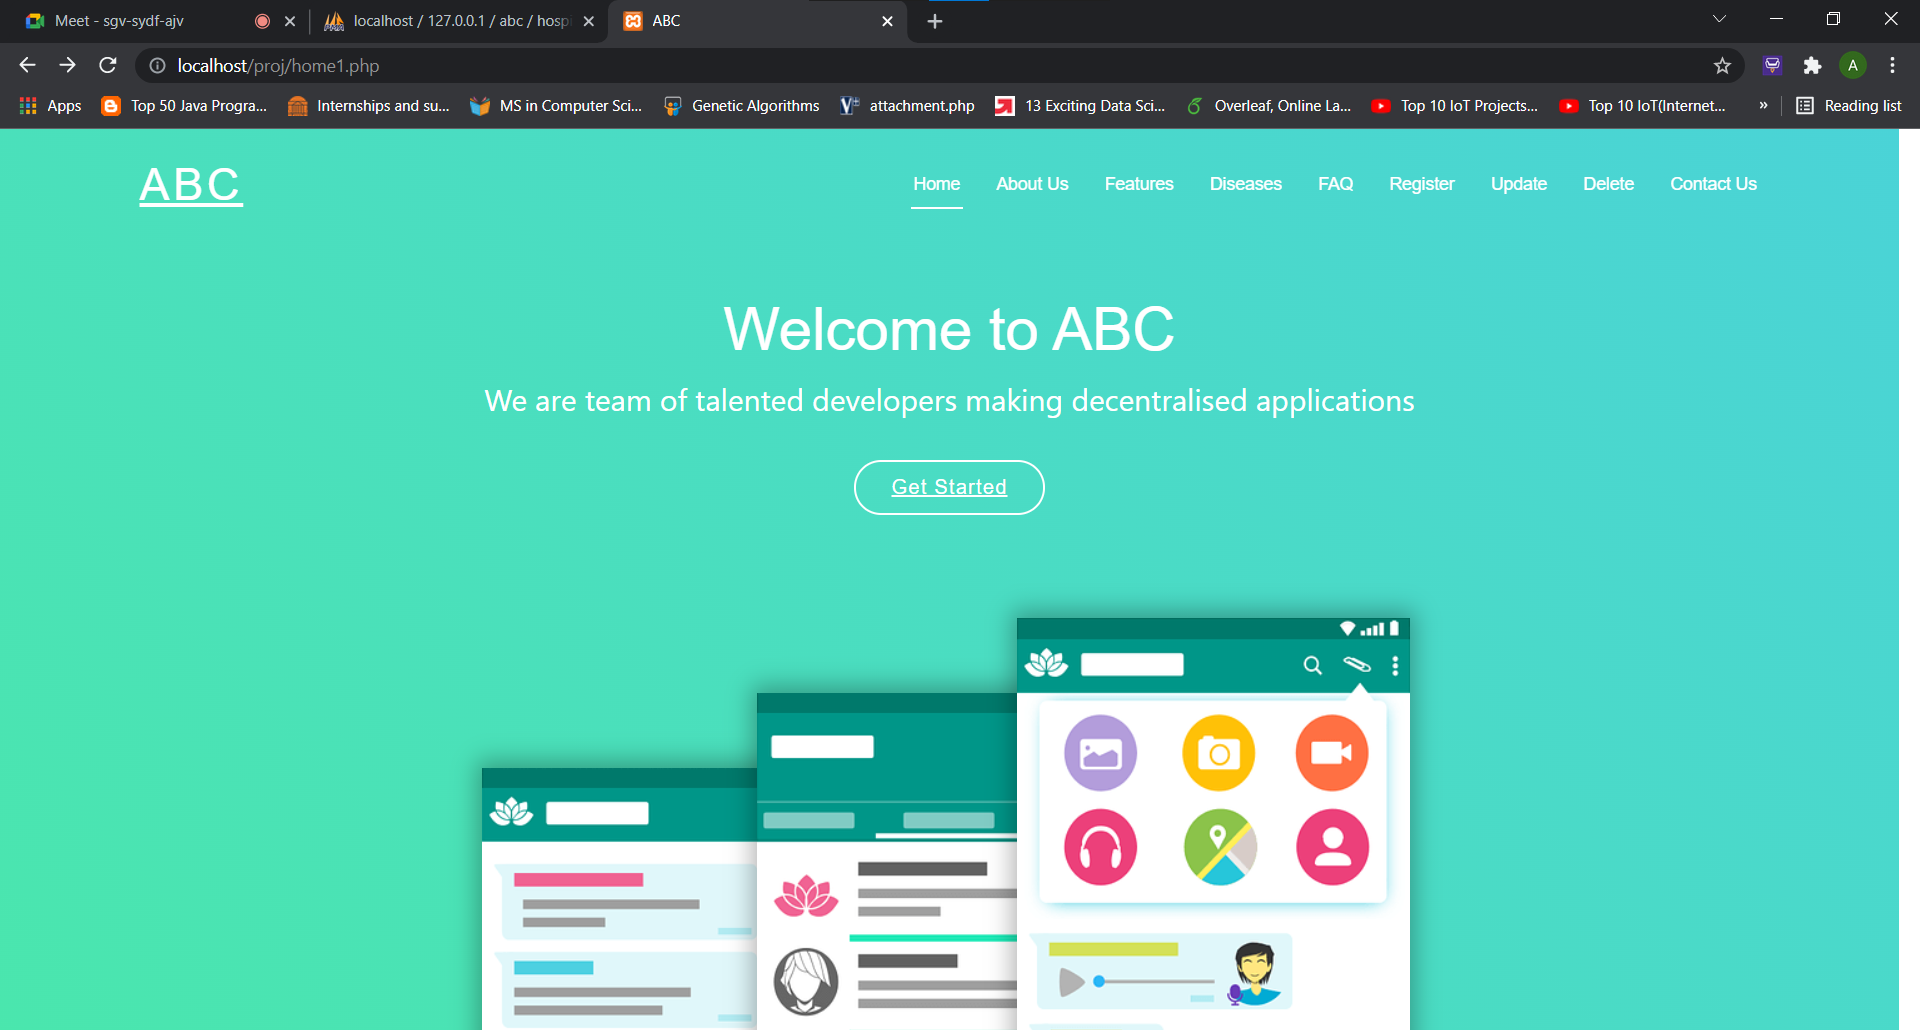 Meet - sgv-sydf-ajv
localhost / 127.0.0.1 / abc / hosp
ABC
localhost/proj/home1.php
A
Apps
Top 50 Java Progra...
Internships and su...
MS in Computer Sci...
Genetic Algorithms
attachment.php
13 Exciting Data Sci...
Overleaf, Online La...
Top 10 IoT Projects...
Top 10 IoT(Internet...
»
Reading list
ABC
Home
About Us
Features
Diseases
FAQ
Register
Update
Delete
Contact Us
Welcome to ABC
We are team of talented developers making decentralised applications
Get Started